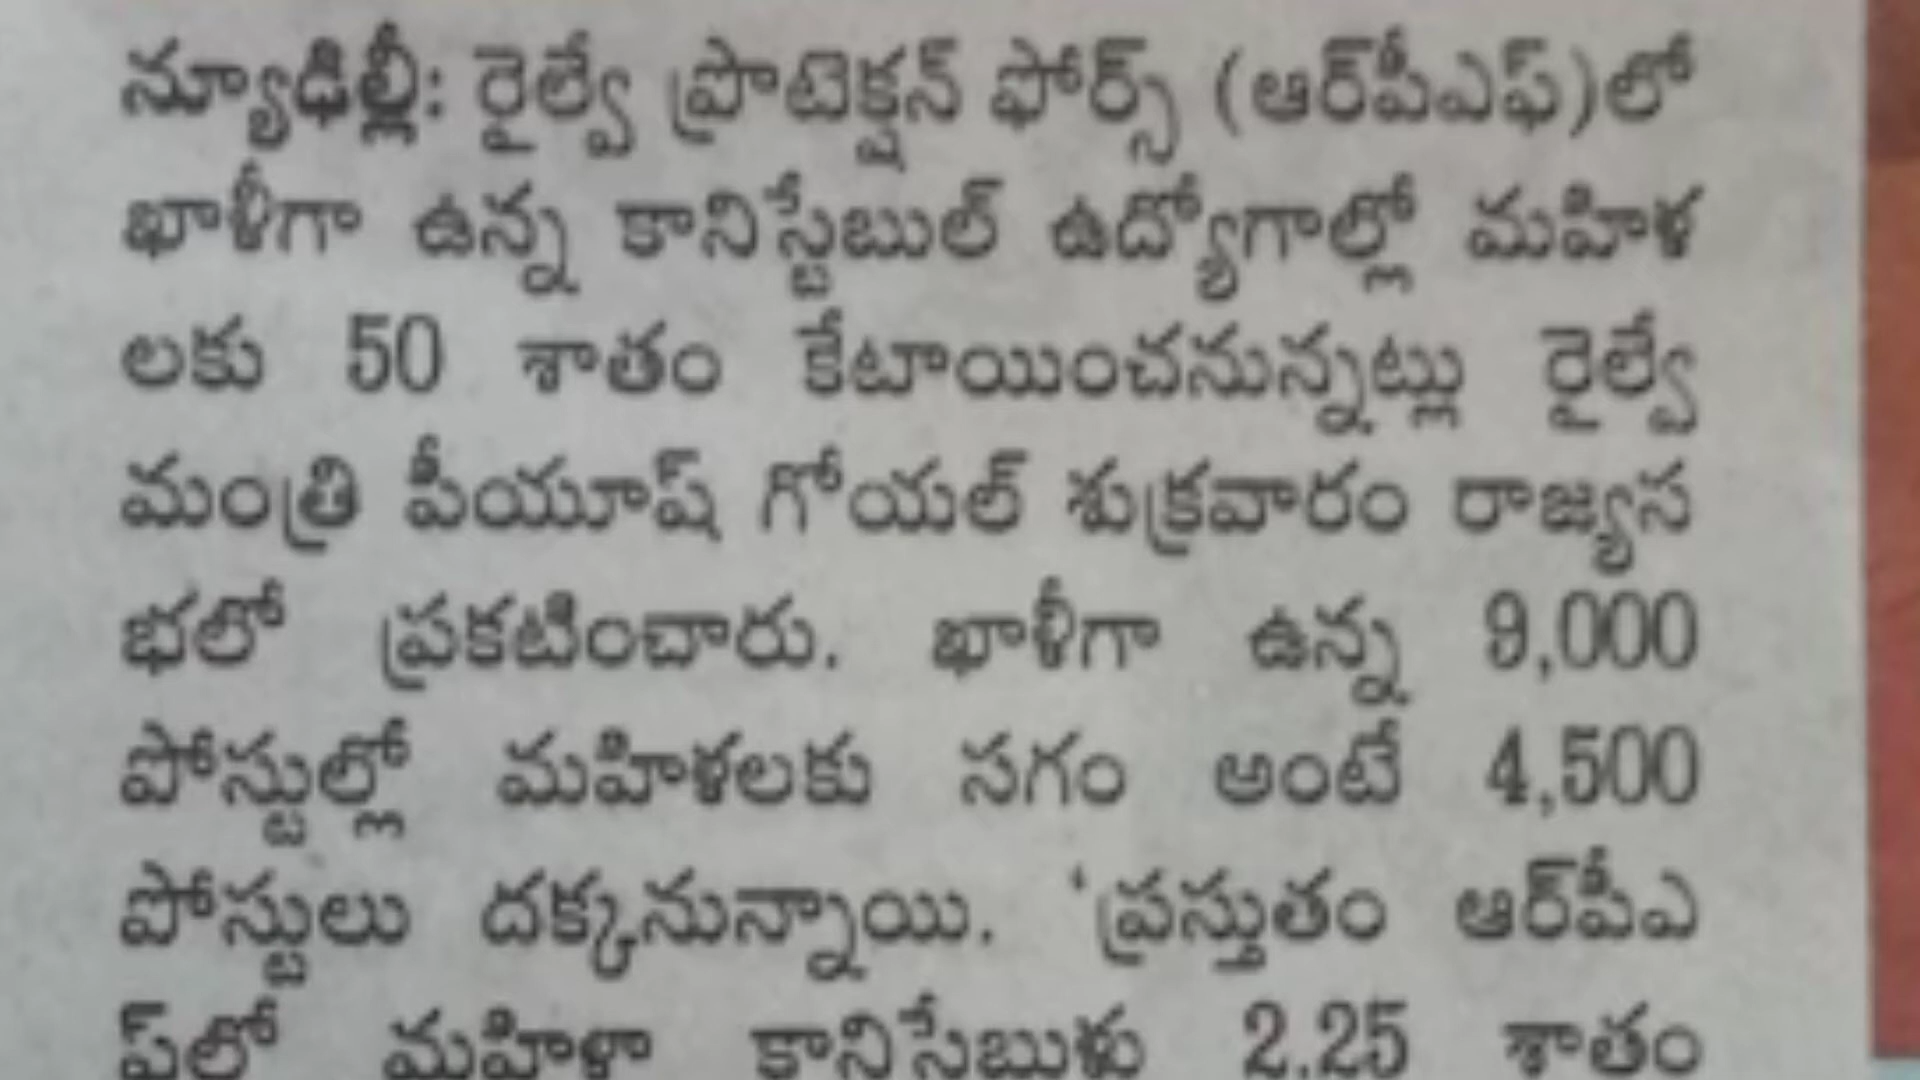 న్యూఢిల్లీ: రైల్వే ప్రొటెక్షన్ ఫోర్స్ (ఆర్‌పీఎఫ్)లో
ఖాళీగా ఉన్న కానిస్టేబుల్ ఉద్యోగాల్లో మహిళ
లకు 50 శాతం కేటాయించనున్నట్లు రైల్వే
మంత్రి పీయూష్ గోయల్ శుక్రవారం రాజ్యస
భలో ప్రకటించారు. ఖాళీగా ఉన్న 9,000
పోస్టుల్లో మహిళలకు సగం అంటే 4,500
పోస్టులు దక్కనున్నాయి. ‘ప్రస్తుతం ఆర్‌పీఎ
ఫ్‌లో మహిళా కానిస్టేబుళ్లు 2.25 శాతం